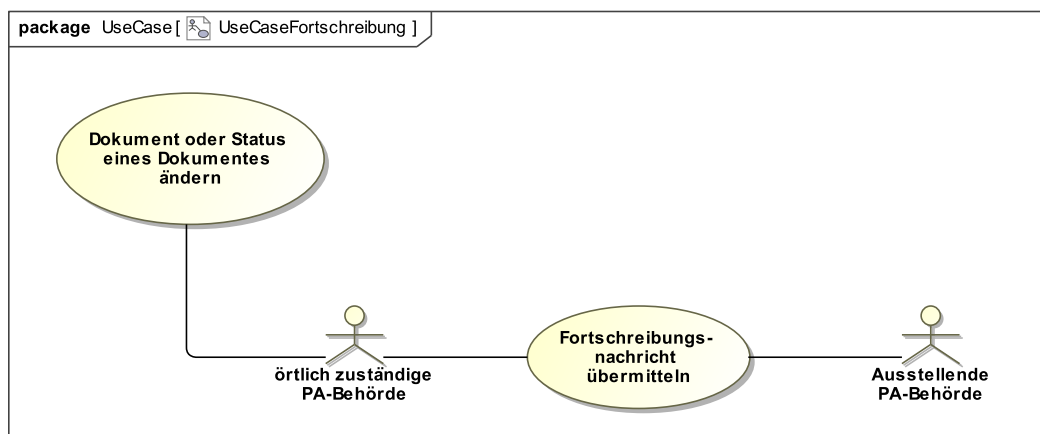 package UseCase [ UseCaseFortschreibung ]
Dokument oder Status
eines Dokumentes
ändern
Fortschreibungs-
nachricht
übermitteln
örtlich zuständige
PA-Behörde
Ausstellende
PA-Behörde